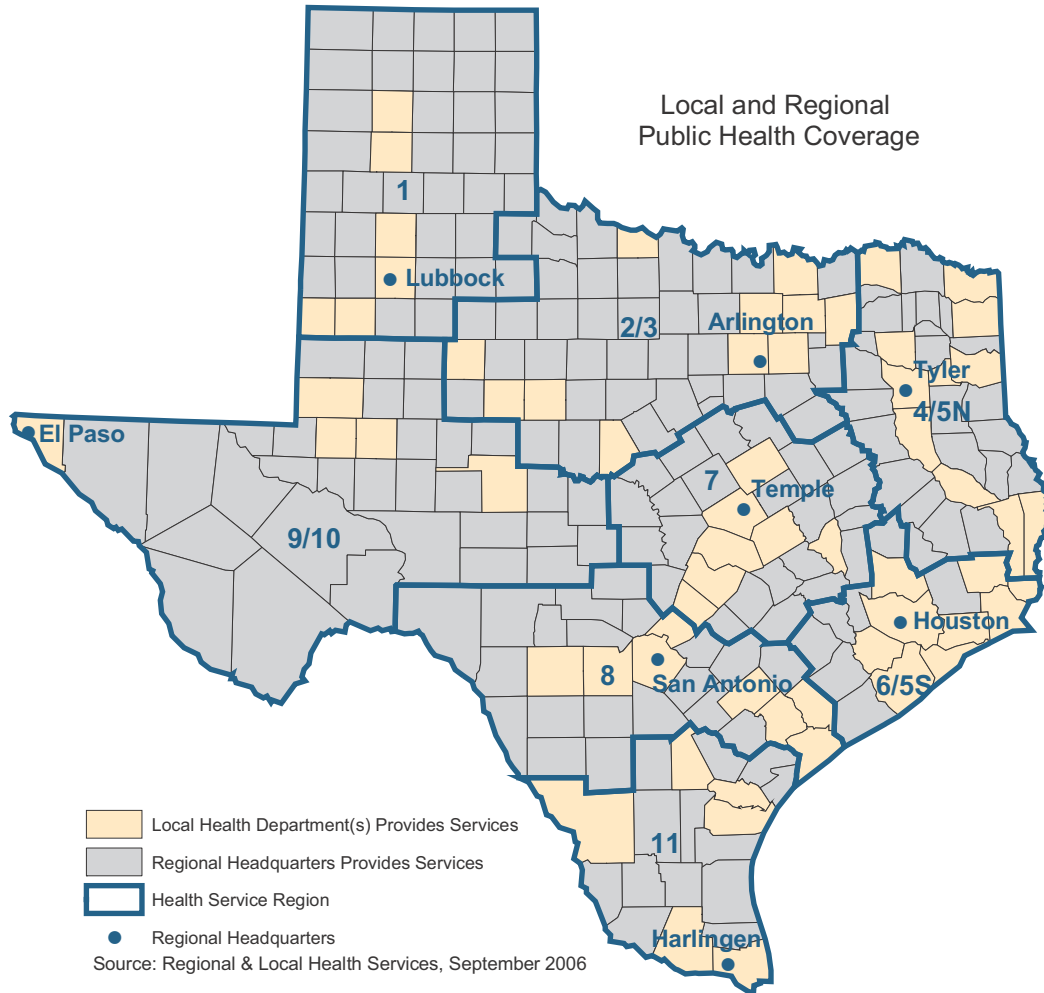 Local and Regional
Public Health Coverage
1
Lubbock
2/3
Arlington
Tyler
4/5N
El Paso
7
Temple
9/10
Houston
8
San Antonio
6/5S
11
Harlingen
Local Health Department(s) Provides Services
Regional Headquarters Provides Services
Health Service Region
Regional Headquarters
Source: Regional & Local Health Services, September 2006